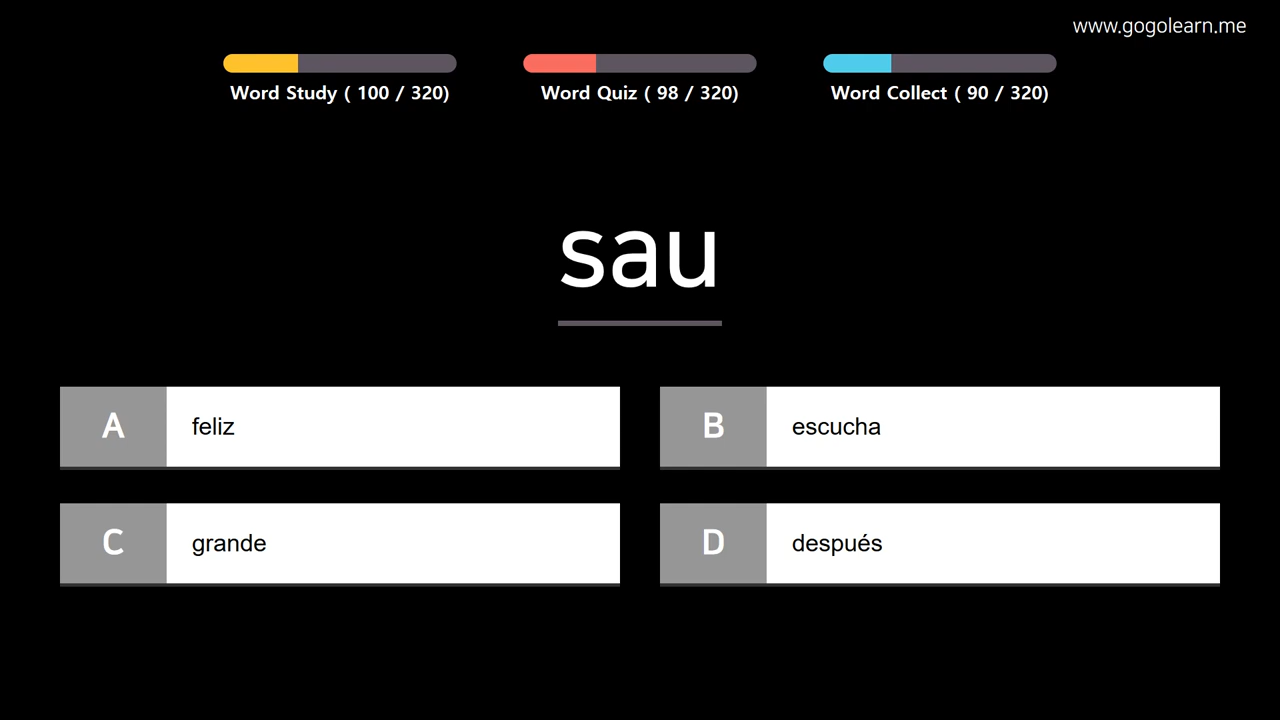 www.gogolearn.me
Word Study ( 100 / 320)
Word Quiz ( 98 / 320)
Word Collect ( 90 / 320)
sau
A feliz
B escucha
C grande
D después